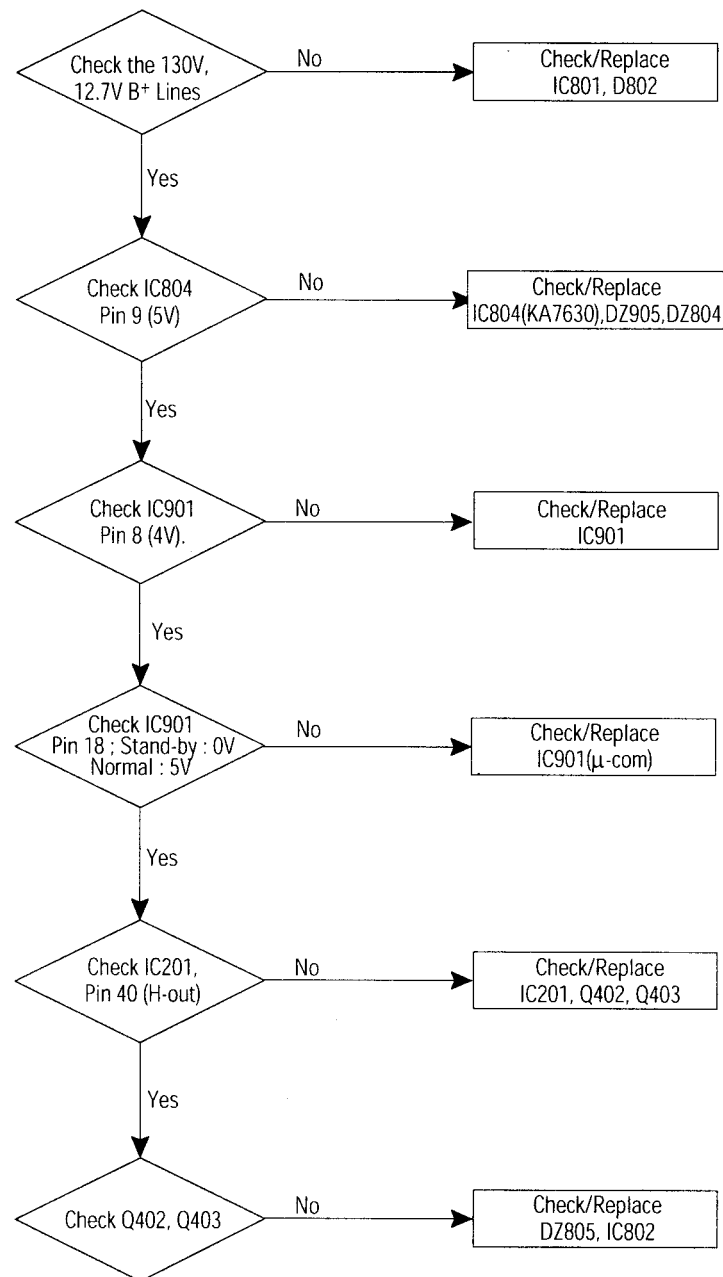 Check the 130V,
12.7V B+ Lines
No
Check/Replace
IC801, D802
Yes
Check IC804
Pin 9 (5V)
No
Check/Replace
IC804(KA7630),DZ905,DZ804
Yes
Check IC901
Pin 8 (4V).
No
Check/Replace
IC901
Yes
Check IC901
Pin 18 ; Stand-by : 0V
Normal : 5V
No
Check/Replace
IC901(μ-com)
Yes
Check IC201,
Pin 40 (H-out)
No
Check/Replace
IC201, Q402, Q403
Yes
Check Q402, Q403
No
Check/Replace
DZ805, IC802